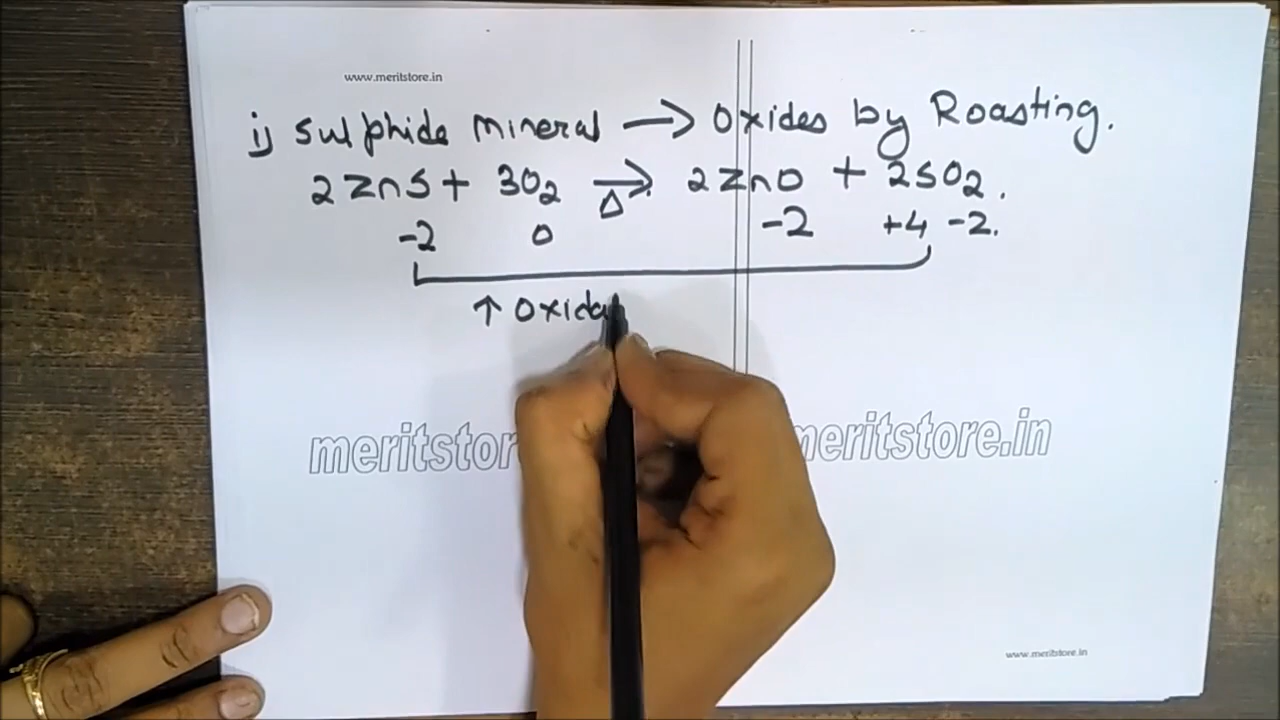 www.meritstore.in
i) sulphide mineral → Oxides by Roasting.
2ZnS + 3O₂ →Δ 2ZnO + 2SO₂.
-2 0 -2 +4 -2.
↑ Oxida
meritstor meritstore.in
www.meritstore.in